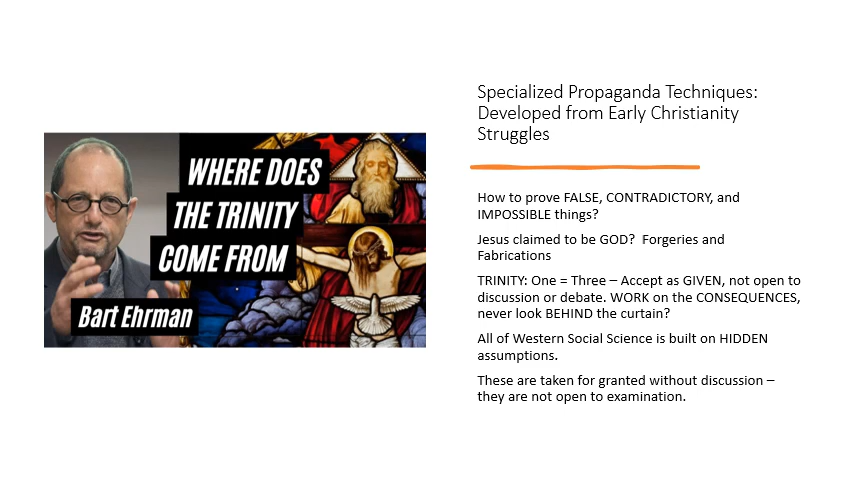 WHERE DOES
THE TRINITY
COME FROM
Bart Ehrman
Specialized Propaganda Techniques:
Developed from Early Christianity
Struggles
How to prove FALSE, CONTRADICTORY, and
IMPOSSIBLE things?
Jesus claimed to be GOD?  Forgeries and
Fabrications
TRINITY: One = Three – Accept as GIVEN, not open to
discussion or debate. WORK on the CONSEQUENCES,
never look BEHIND the curtain?
All of Western Social Science is built on HIDDEN
assumptions.
These are taken for granted without discussion –
they are not open to examination.